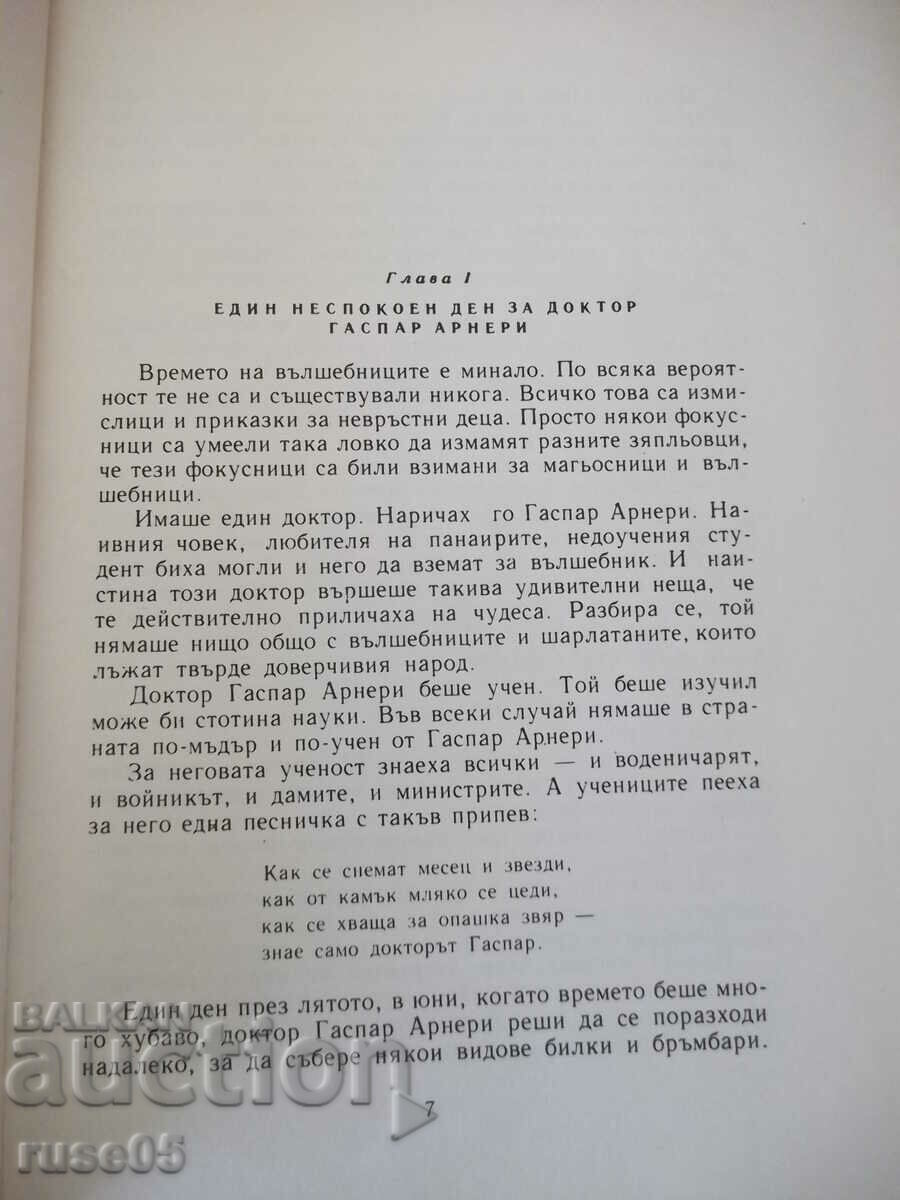 Глава I
ЕДИН НЕСПОКОЕН ДЕН ЗА ДОКТОР
ГАСПАР АРНЕРИ
Времето на вълшебниците е минало. По всяка вероят-
ност те не са и съществували никога. Всичко това са изми-
слици и приказки за невръстни деца. Просто някои фокус-
ници са умеели така ловко да измамят разните зяпльовци,
че тези фокусници са били взимани за магьосници и въл-
шебници.
Имаше един доктор. Наричах го Гаспар Арнери. На-
ивния човек, любителя на панаирите, недоучения сту-
дент биха могли и него да вземат за вълшебник. И наи-
стина този доктор вършеше такива удивителни неща, че
те действително приличаха на чудеса. Разбира се, той
нямаше нищо общо с вълшебниците и шарлатаните, които
лъжат твърде доверчивия народ.
Доктор Гаспар Арнери беше учен. Той беше изучил
може би стотина науки. Във всеки случай нямаше в стра-
ната по-мъдър и по-учен от Гаспар Арнери.
За неговата ученост знаеха всички — и воденичарят,
и войникът, и дамите, и министрите. А учениците пееха
за него една песничка с такъв припев:
Как се снемат месец и звезди,
как от камък мляко се цеди,
как се хваща за опашка звяр —
знае само докторът Гаспар.
Един ден през лятото, в юни, когато времето беше мно-
го хубаво, доктор Гаспар Арнери реши да се поразходи
надалеко, за да събере някои видове билки и бръмбари.
7
BALKAN
auction
ruse05